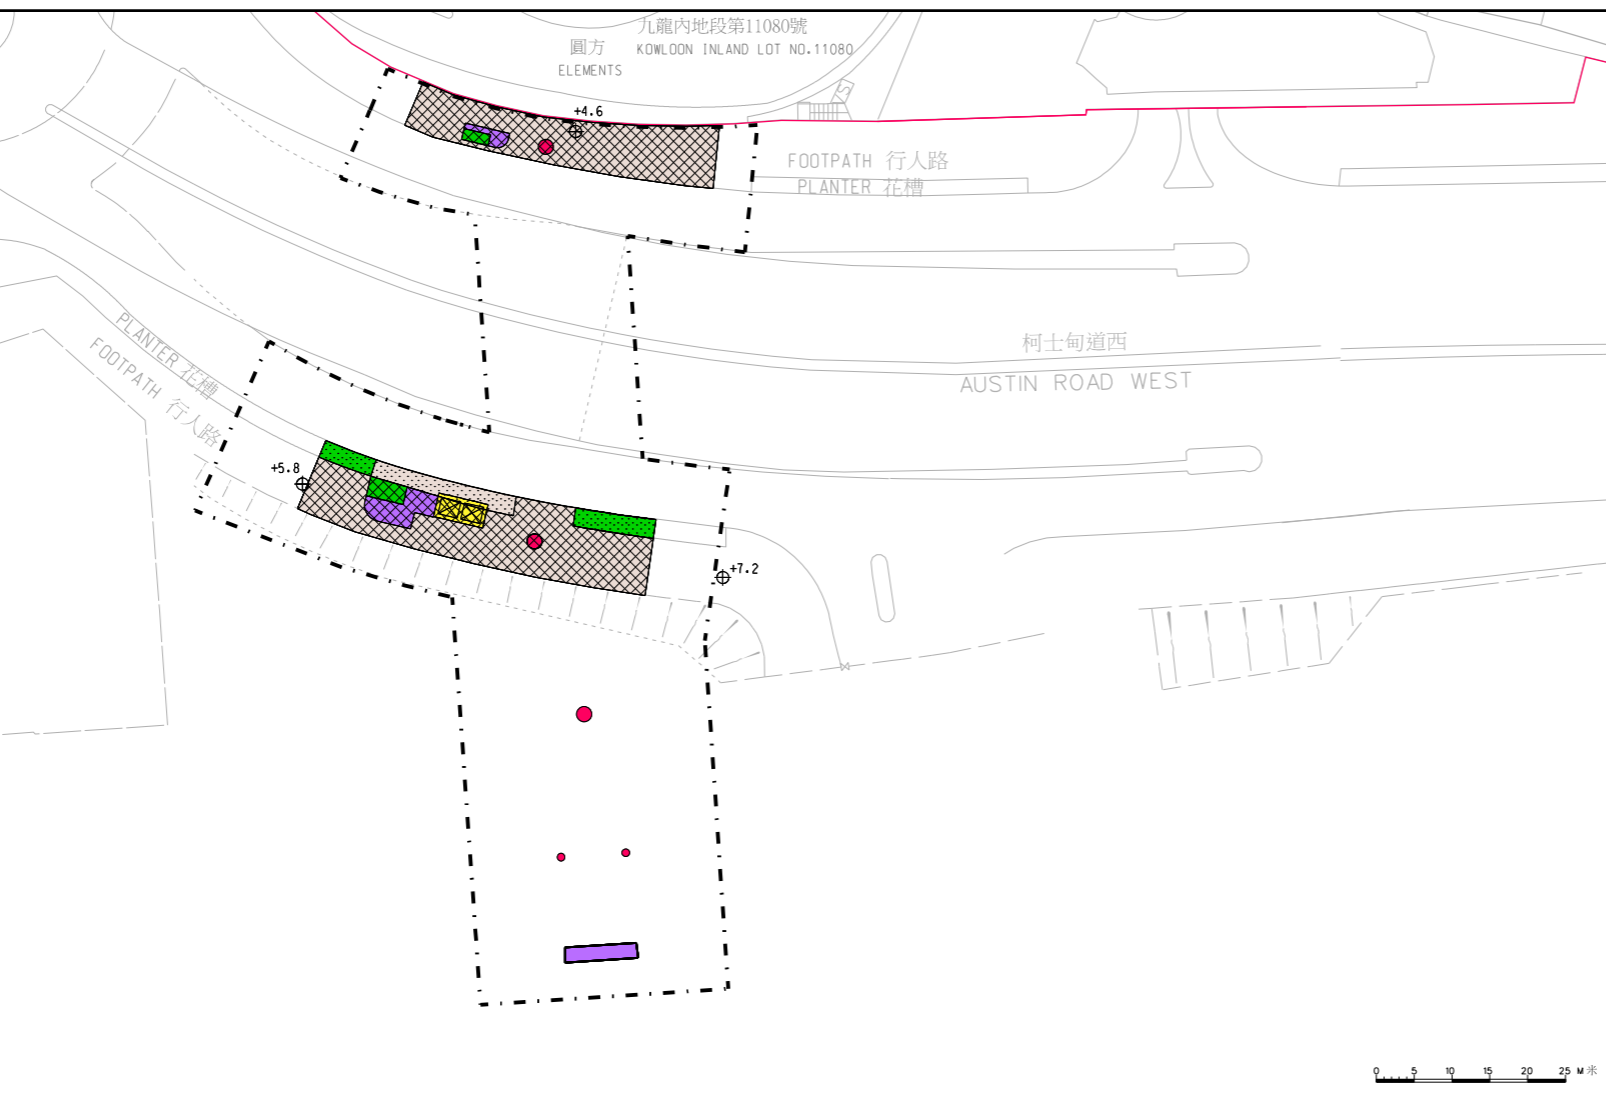 九龍內地段第11080號
圓方 KOWLOON INLAND LOT NO.11080
ELEMENTS
+4.6
FOOTPATH 行人路
PLANTER 花槽
PLANTER 花槽
FOOTPATH 行人路
柯士甸道西
AUSTIN ROAD WEST
+5.8
+7.2
0 5 10 15 20 25 M 米